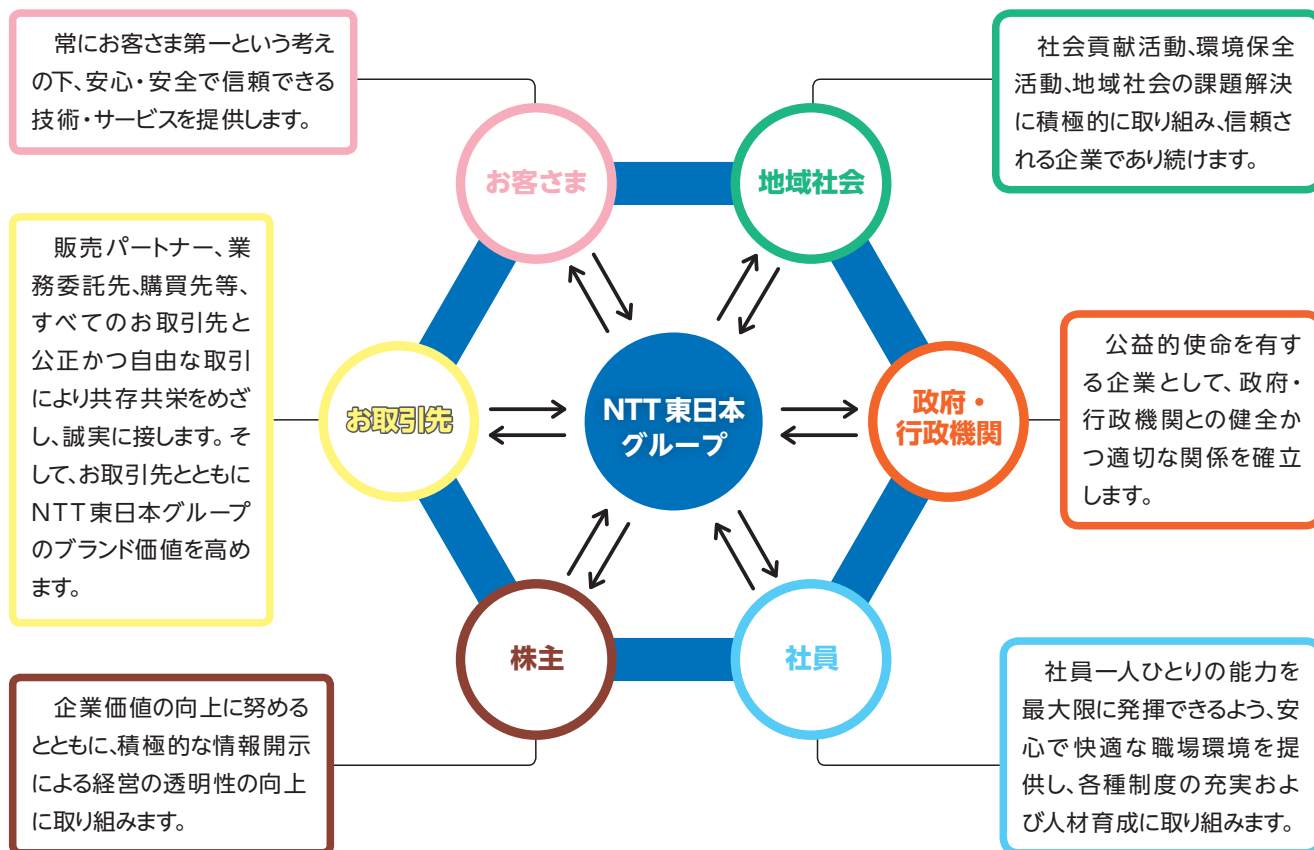 常にお客さま第一という考え
の下、安心・安全で信頼できる
技術・サービスを提供します。
社会貢献活動、環境保全
活動、地域社会の課題解決
に積極的に取り組み、信頼さ
れる企業であり続けます。
お客さま
地域社会
販売パートナー、業
務委託先、購買先等、
すべてのお取引先と
公正かつ自由な取引
により共存共栄をめざ
し、誠実に接します。そ
して、お取引先とともに
NTT東日本グループ
のブランド価値を高め
ます。
お取引先
NTT東日本
グループ
政府・
行政機関
公益的使命を有す
る企業として、政府・
行政機関との健全か
つ適切な関係を確立
します。
株主
社員
企業価値の向上に努める
とともに、積極的な情報開示
による経営の透明性の向上
に取り組みます。
社員一人ひとりの能力を
最大限に発揮できるよう、安
心で快適な職場環境を提
供し、各種制度の充実およ
び人材育成に取り組みます。